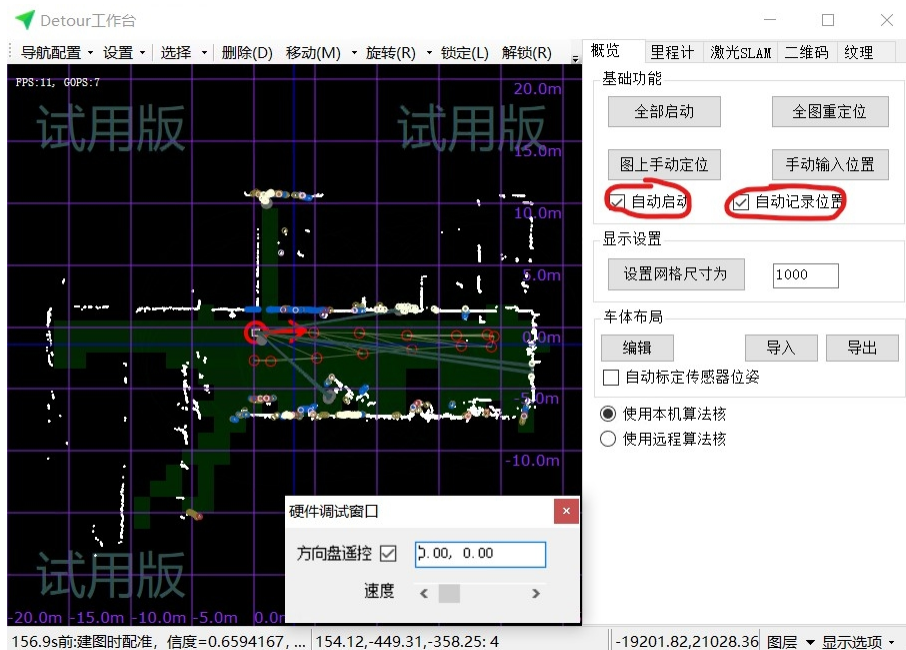 Detour工作台
导航配置 设置 选择 删除(D) 移动(M) 旋转(R) 锁定(L) 解锁(R)
概览 里程计 激光SLAM 二维码 纹理
FPS:11, GOPS:7
试用版 试用版
20.0m
15.0m
10.0m
5.0m
0.0m
-5.0m
-10.0m
试用版
-20.0m -15.0m -10.0m -5.0m 0.0m
基础功能
全部启动 全图重定位
图上手动定位 手动输入位置
自动启动 自动记录位置
显示设置
设置网格尺寸为 1000
车体布局
编辑 导入 导出
自动标定传感器位姿
使用本机算法核
使用远程算法核
硬件调试窗口
方向盘遥控 0.00, 0.00
速度
156.9s前:建图时配准，信度=0.6594167, ... 154.12,-449.31,-358.25: 4 -19201.82,21028.36 图层 显示选项